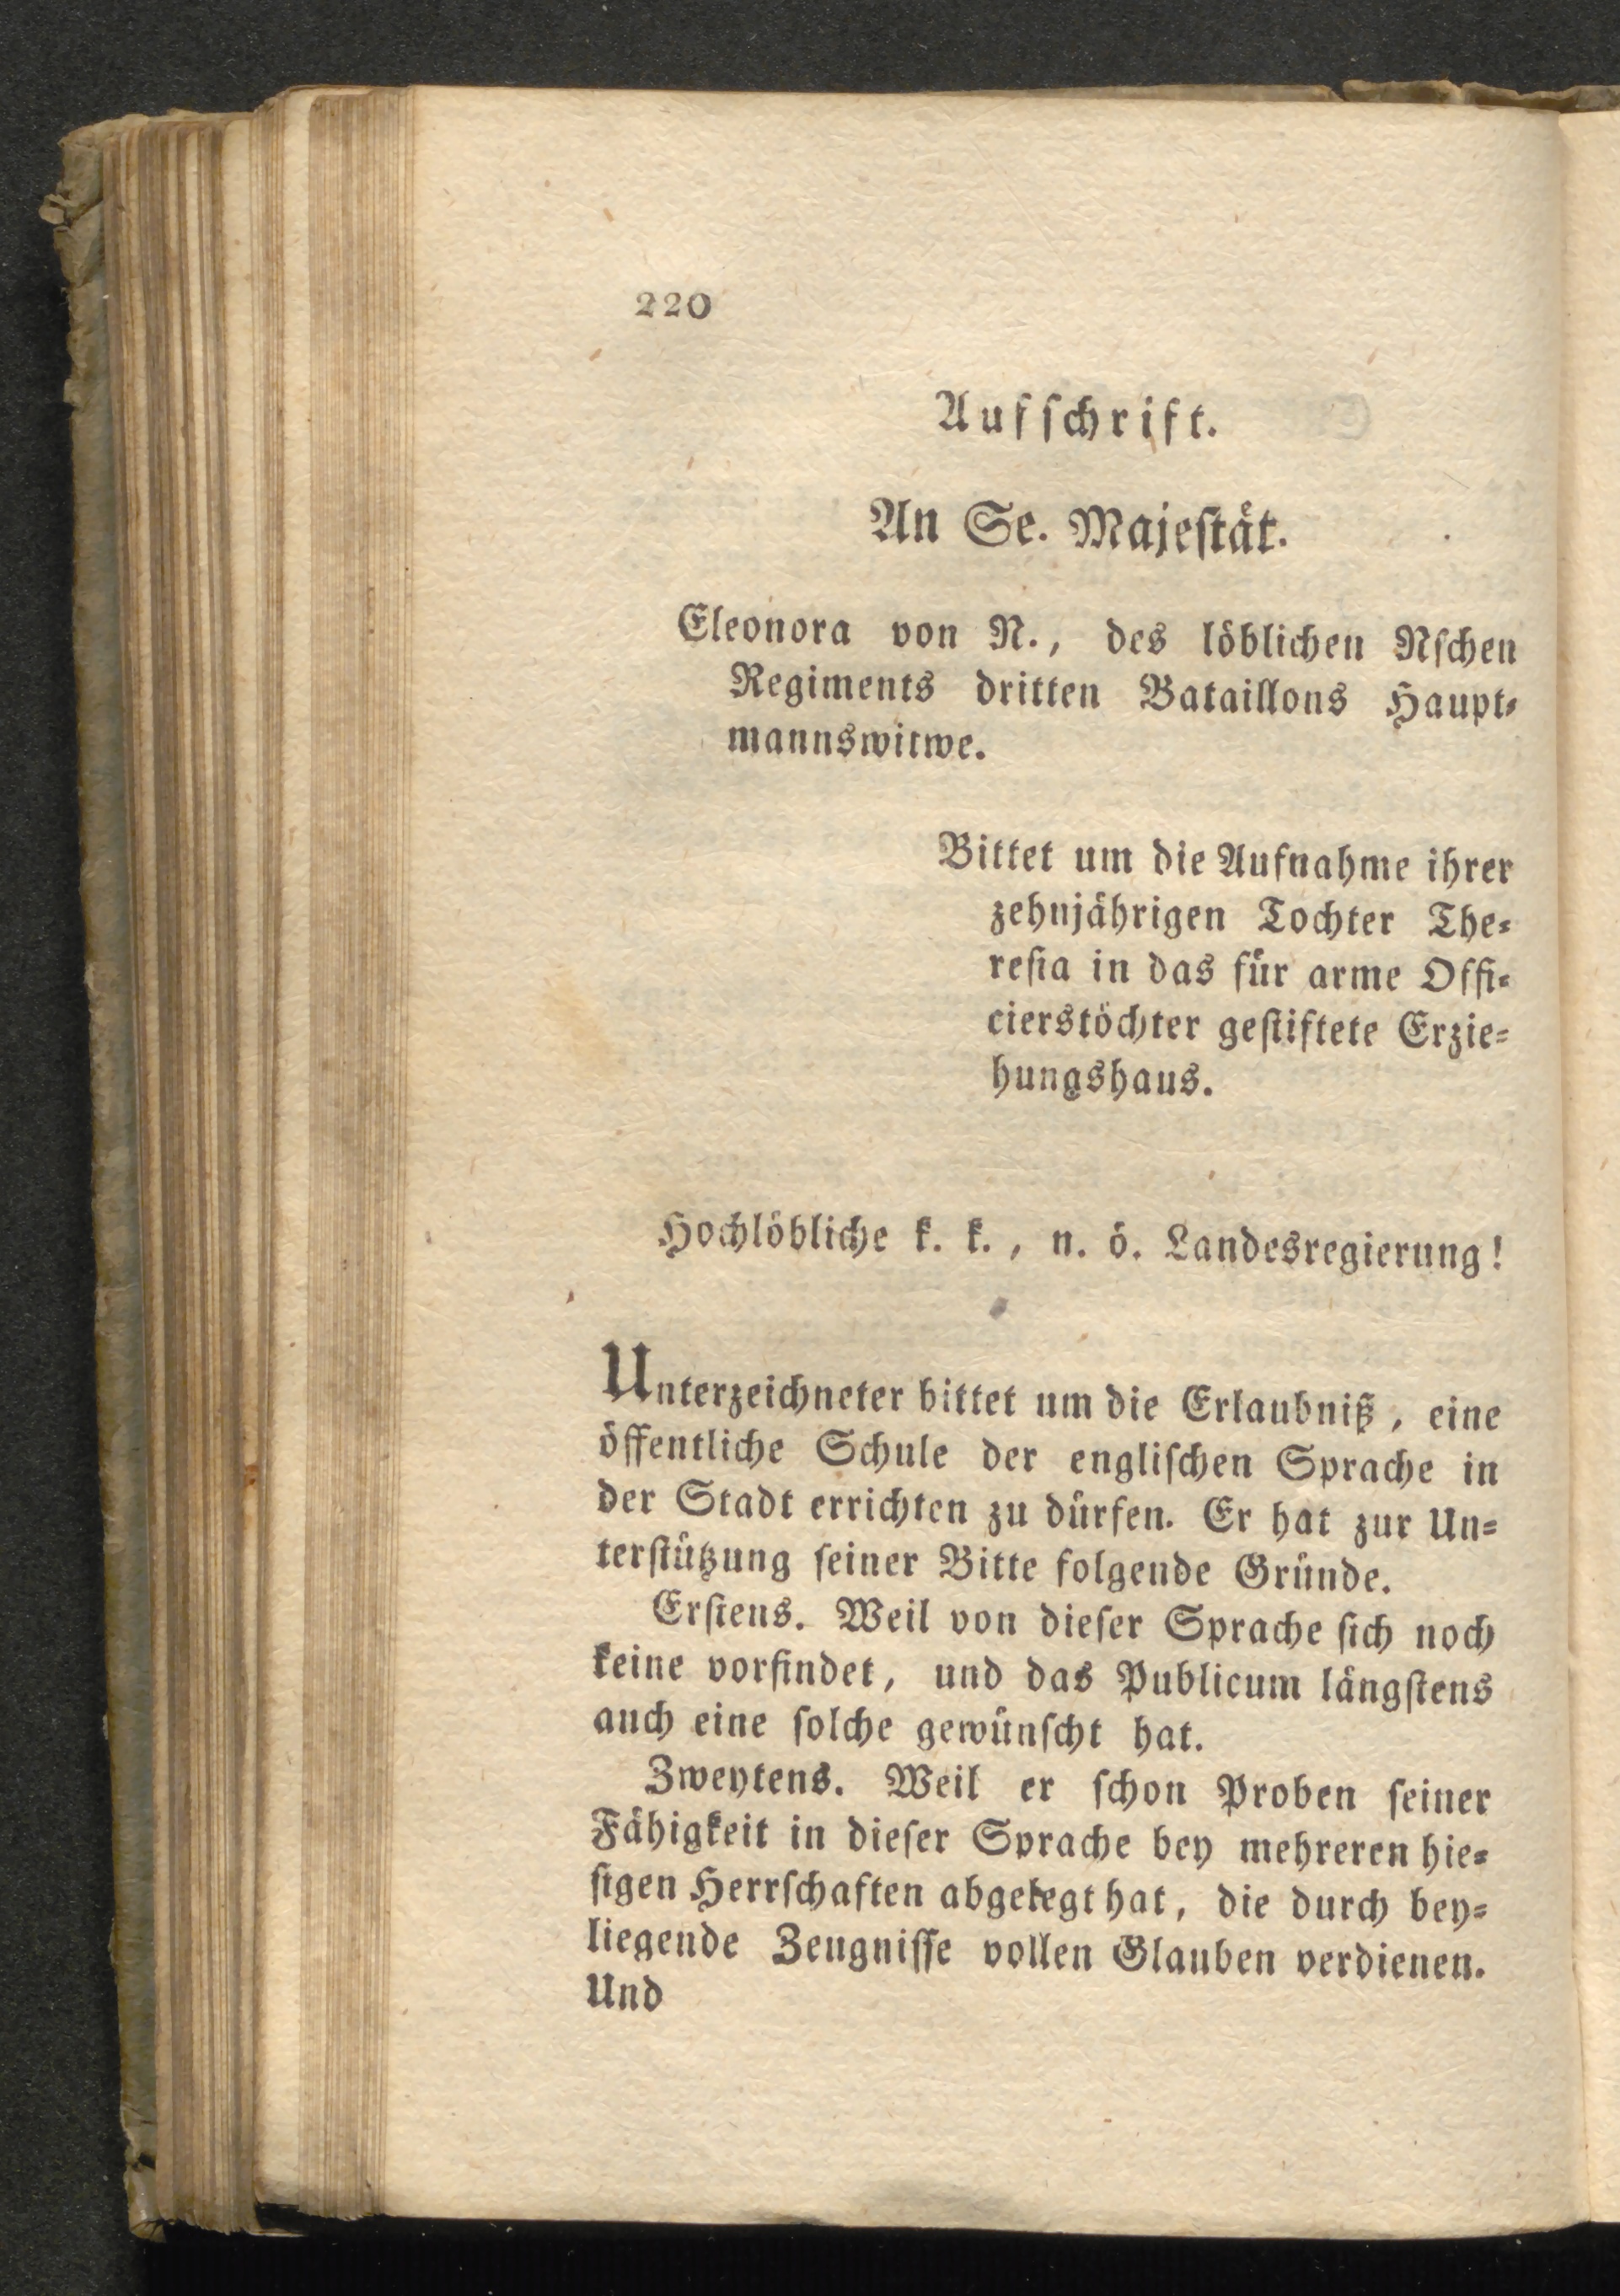 220
Aufſchrift.
An Se. Majeſtät.
Eleonora von N., des löblichen Nſchen
Regiments dritten Bataillons Haupt⸗
mannswitwe.
Bittet um die Aufnahme ihrer
zehnjährigen Tochter The⸗
reſia in das für arme Offi⸗
cierstöchter geſtiftete Erzie⸗
hungshaus.
Hochlöbliche k. k., n. ö. Landesregierung!
Unterzeichneter bittet um die Erlaubniß, eine
öffentliche Schule der engliſchen Sprache in
der Stadt errichten zu dürfen. Er hat zur Un⸗
terſtützung ſeiner Bitte folgende Gründe.
Erſtens. Weil von dieſer Sprache ſich noch
keine vorfindet, und das Publicum längſtens
auch eine ſolche gewünſcht hat.
Zweytens. Weil er ſchon Proben ſeiner
Fähigkeit in dieſer Sprache bey mehreren hie⸗
ſigen Herrſchaften abgelegt hat, die durch bey⸗
liegende Zeugniſſe vollen Glauben verdienen.
Und